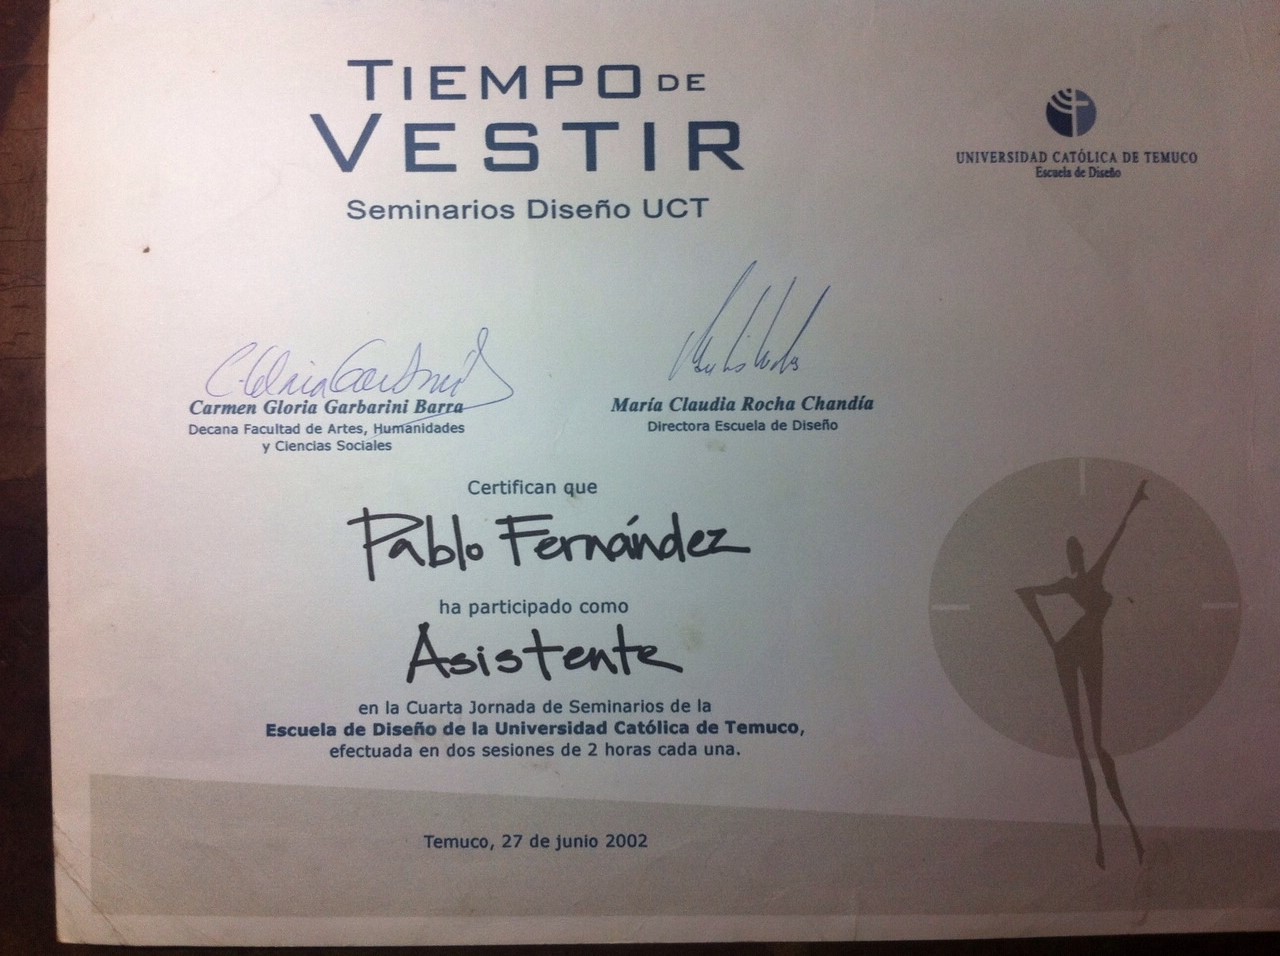 TIEMPO DE
VESTIR
Seminarios Diseño UCT
UNIVERSIDAD CATÓLICA DE TEMUCO
Escuela de Diseño
Carmen Gloria Garbarini Barra
Decana Facultad de Artes, Humanidades
y Ciencias Sociales
María Claudia Rocha Chandía
Directora Escuela de Diseño
Certifican que
Pablo Fernández
ha participado como
Asistente
en la Cuarta Jornada de Seminarios de la
Escuela de Diseño de la Universidad Católica de Temuco,
efectuada en dos sesiones de 2 horas cada una.
Temuco, 27 de junio 2002